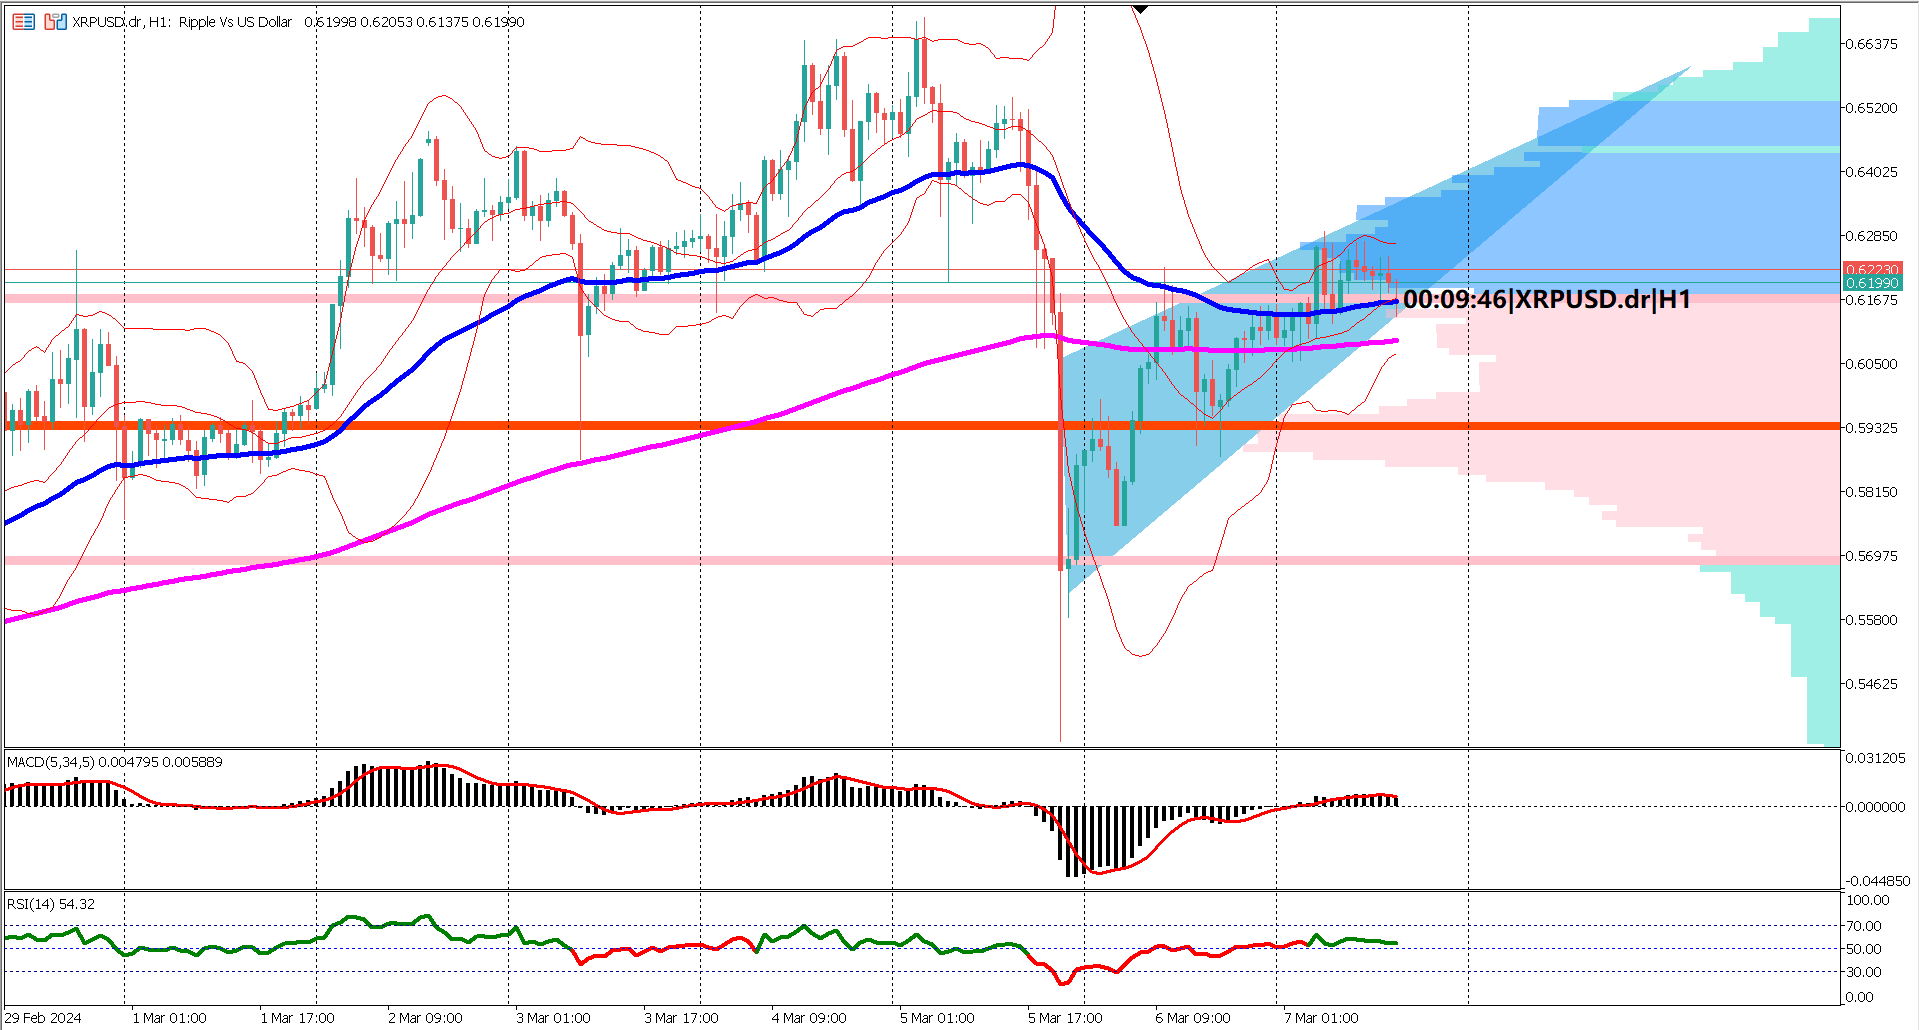 XRPUSD.dr, H1: Ripple Vs US Dollar 0.61998 0.62053 0.61375 0.61990
0.66375
0.65200
0.64025
0.62850
0.62230
0.61990
0.61675
00:09:46|XRPUSD.dr|H1
0.60500
0.59325
0.58150
0.56975
0.55800
0.54625
MACD(5,34,5) 0.004795 0.005889
0.031205
0.000000
-0.044850
RSI(14) 54.32
100.00
70.00
50.00
30.00
0.00
29 Feb 2024
1 Mar 01:00
1 Mar 17:00
2 Mar 09:00
3 Mar 01:00
3 Mar 17:00
4 Mar 09:00
5 Mar 01:00
5 Mar 17:00
6 Mar 09:00
7 Mar 01:00